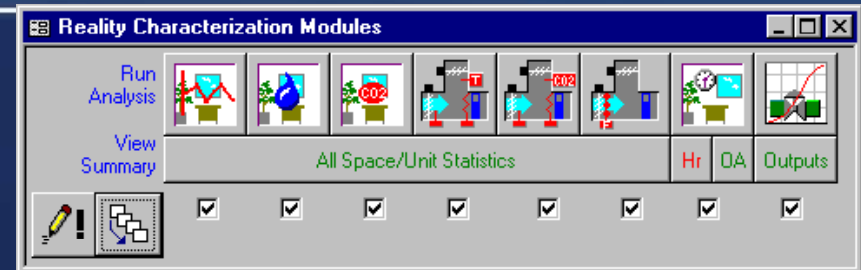 Reality Characterization Modules
Run
Analysis
CO2
T
CO2
F
View
Summary
All Space/Unit Statistics
Hr
OA
Outputs
!